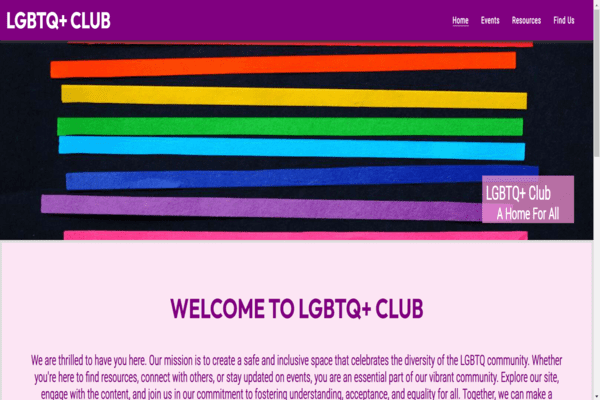 LGBTQ+ CLUB
Home Events Resources Find Us
LGBTQ+ Club
A Home For All
WELCOME TO LGBTQ+ CLUB
We are thrilled to have you here. Our mission is to create a safe and inclusive space that celebrates the diversity of the LGBTQ community. Whether
you're here to find resources, connect with others, or stay updated on events, you are an essential part of our vibrant community. Explore our site,
engage with the content, and join us in our commitment to fostering understanding, acceptance, and equality for all. Together, we can make a